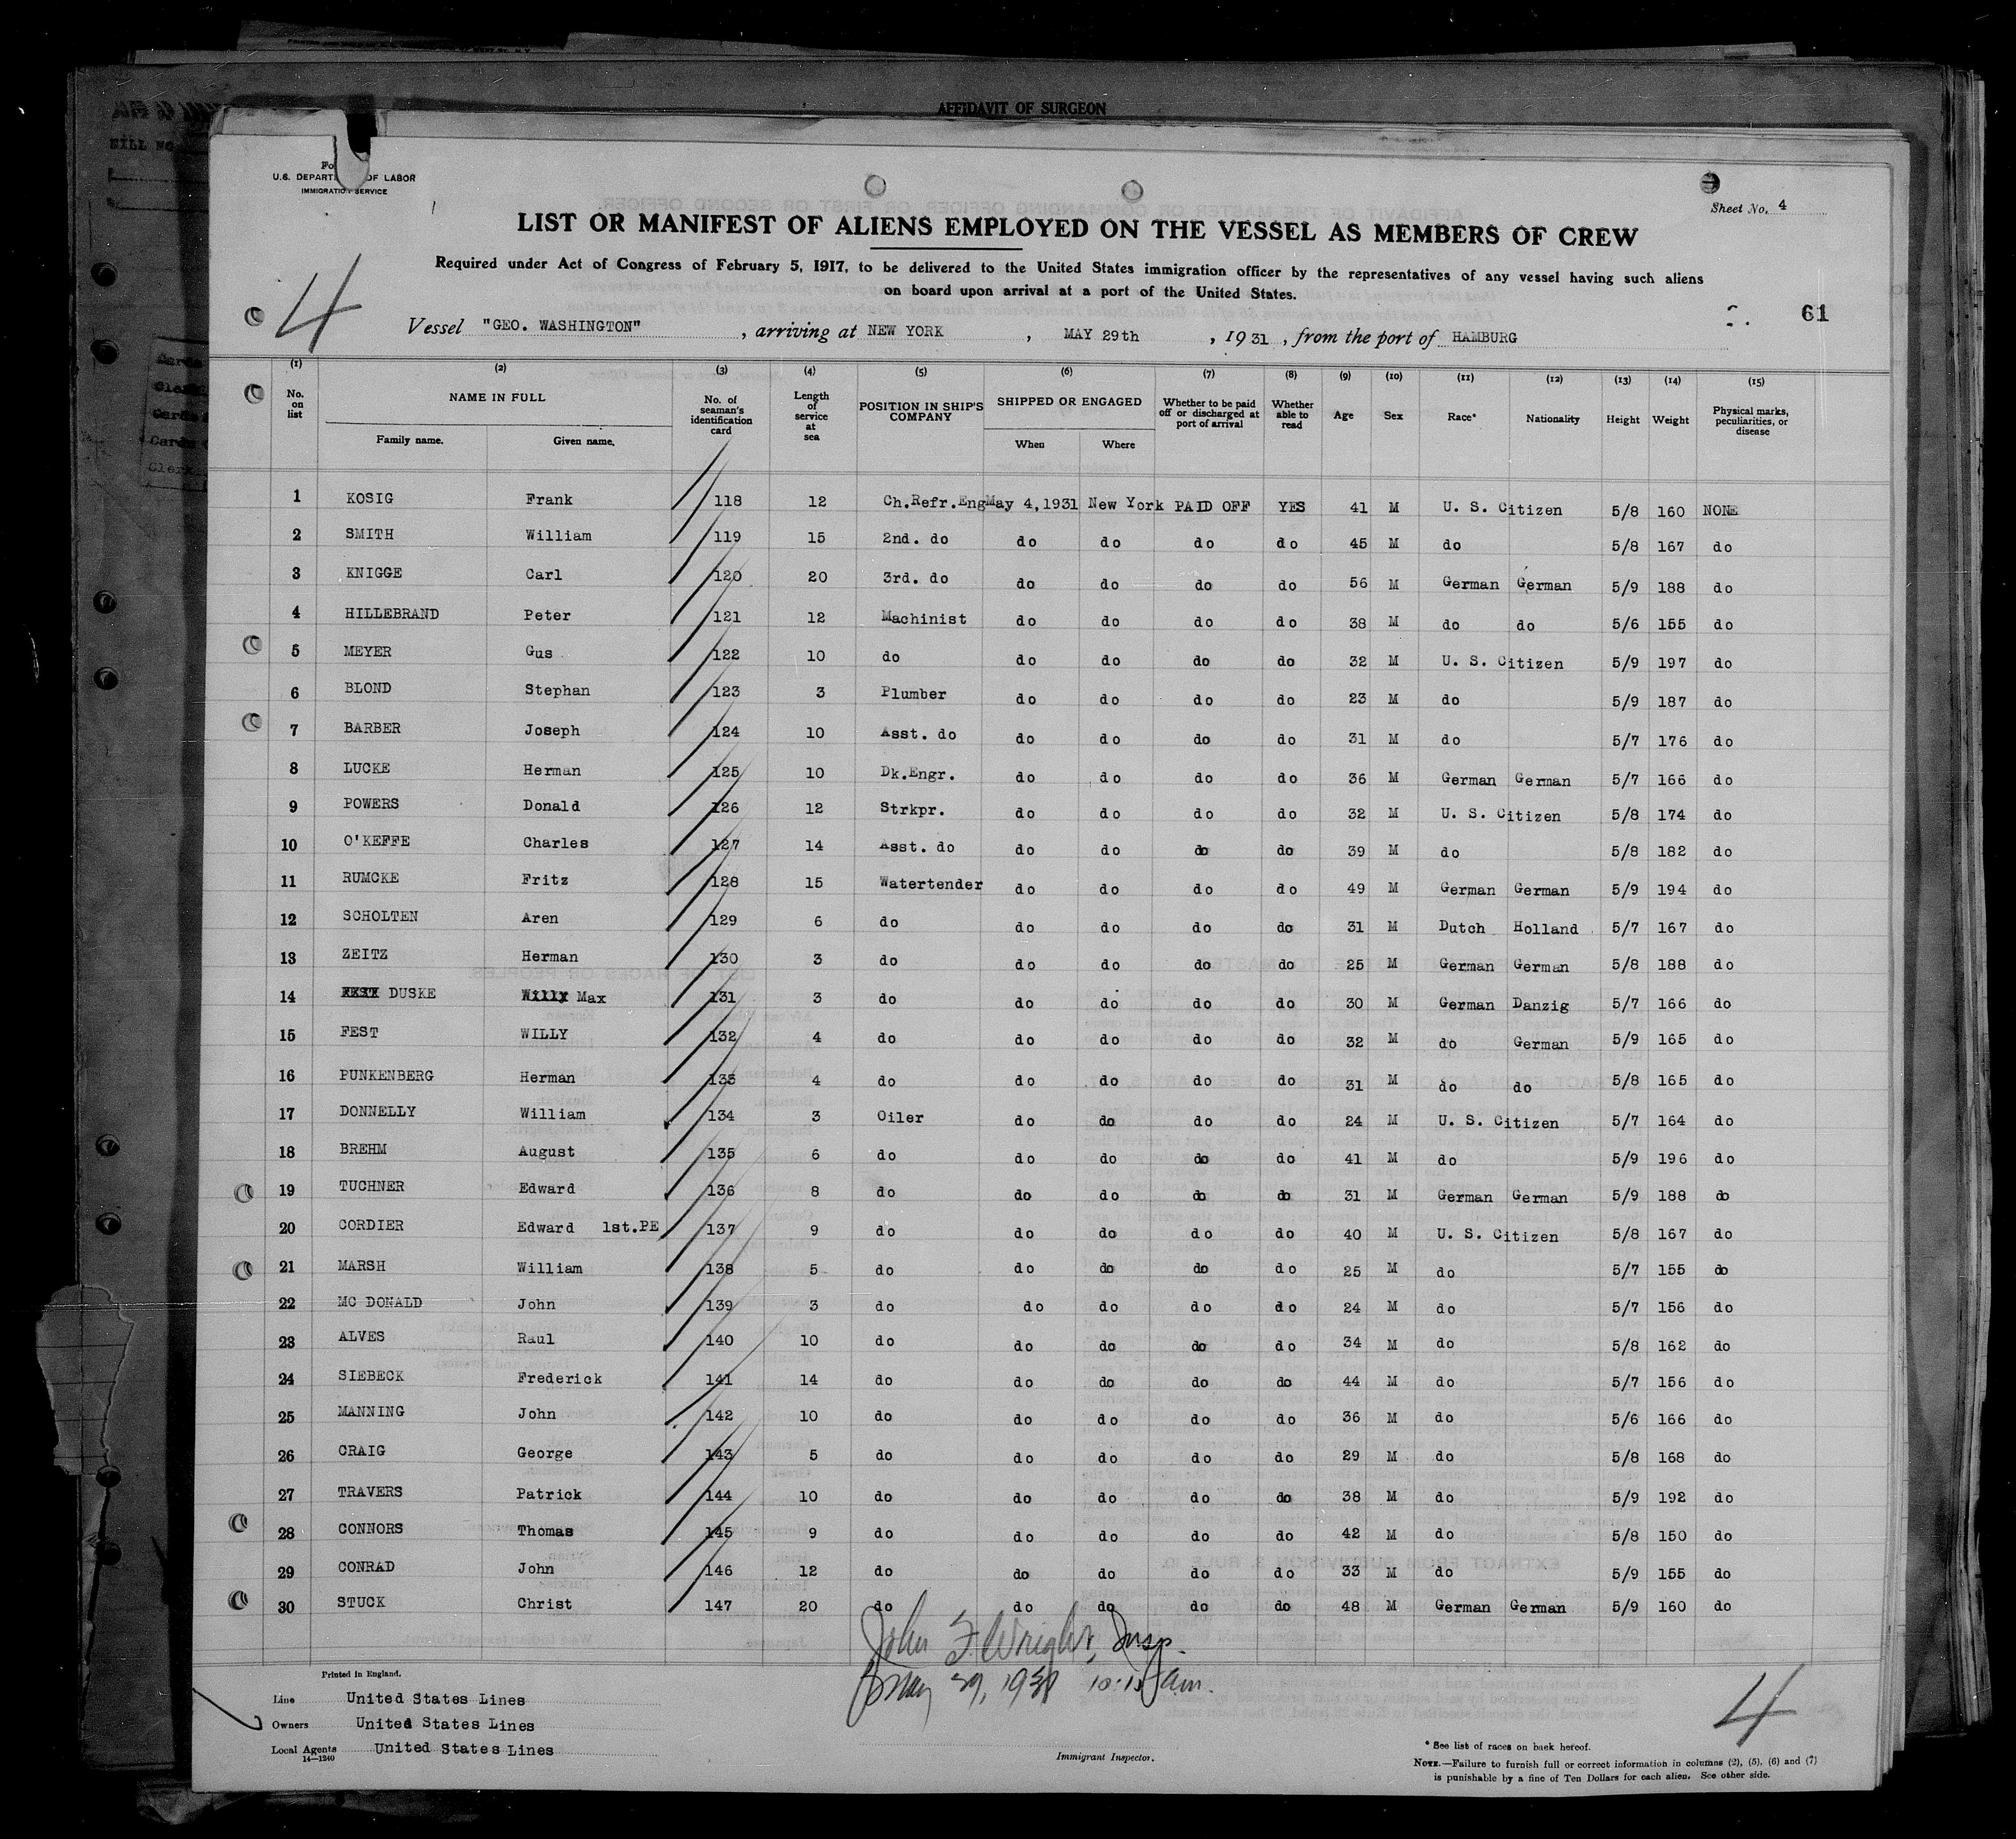 AFFIDAVIT OF SURGEON
U.S. DEPART OF LABOR
IMMIGRATION SERVICE
Sheet No. 4
LIST OR MANIFEST OF ALIENS EMPLOYED ON THE VESSEL AS MEMBERS OF CREW
Required under Act of Congress of February 5, 1917, to be delivered to the United States immigration officer by the representatives of any vessel having such aliens
on board upon arrival at a port of the United States.
4
61
Vessel "GEO. WASHINGTON", arriving at NEW YORK, MAY 29th, 1931, from the port of HAMBURG
(1) (2) (3) (4) (5) (6) (7) (8) (9) (10) (11) (12) (13) (14) (15)
No. on list NAME IN FULL No. of seaman's identification card Length of service at sea POSITION IN SHIP'S COMPANY SHIPPED OR ENGAGED Whether to be paid off or discharged at port of arrival Whether able to read Age Sex Race* Nationality Height Weight Physical marks, peculiarities, or disease
Family name. Given name. When Where
1 KOSIG Frank 118 12 Ch.Refr.Eng May 4,1931 New York PAID OFF YES 41 M U. S. Citizen 5/8 160 NONE
2 SMITH William 119 15 2nd. do do do do do 45 M do 5/8 167 do
3 KNIGGE Carl 120 20 3rd. do do do do do 56 M German German 5/9 188 do
4 HILLEBRAND Peter 121 12 Machinist do do do do 38 M do do 5/6 155 do
5 MEYER Gus 122 10 do do do do do 32 M U. S. Citizen 5/9 197 do
6 BLOND Stephan 123 3 Plumber do do do do 23 M do 5/9 187 do
7 BARBER Joseph 124 10 Asst. do do do do do 31 M do 5/7 176 do
8 LUCKE Herman 125 10 Dk.Engr. do do do do 36 M German German 5/7 166 do
9 POWERS Donald 126 12 Strkpr. do do do do 32 M U. S. Citizen 5/8 174 do
10 O'KEFFE Charles 127 14 Asst. do do do do do 39 M do 5/8 182 do
11 RUMCKE Fritz 128 15 Watertender do do do do 49 M German German 5/9 194 do
12 SCHOLTEN Aren 129 6 do do do do do 31 M Dutch Holland 5/7 167 do
13 ZEITZ Herman 130 3 do do do do do 25 M German German 5/8 188 do
14 DUSKE Willy Max 131 3 do do do do do 30 M German Danzig 5/7 166 do
15 FEST WILLY 132 4 do do do do do 32 M do German 5/9 165 do
16 PUNKENBERG Herman 133 4 do do do do do 31 M do do 5/8 165 do
17 DONNELLY William 134 3 Oiler do do do do 24 M U. S. Citizen 5/7 164 do
18 BREHM August 135 6 do do do do do 41 M do 5/9 196 do
19 TUCHNER Edward 136 8 do do do do do 31 M German German 5/9 188 do
20 CORDIER Edward 1st.PE 137 9 do do do do do 40 M U. S. Citizen 5/8 167 do
21 MARSH William 138 5 do do do do do 25 M do 5/7 155 do
22 MC DONALD John 139 3 do do do do do 24 M do 5/7 156 do
23 ALVES Raul 140 10 do do do do do 34 M do 5/8 162 do
24 SIEBECK Frederick 141 14 do do do do do 44 M do 5/7 156 do
25 MANNING John 142 10 do do do do do 36 M do 5/6 166 do
26 CRAIG George 143 5 do do do do do 29 M do 5/8 168 do
27 TRAVERS Patrick 144 10 do do do do do 38 M do 5/9 192 do
28 CONNORS Thomas 145 9 do do do do do 42 M do 5/8 150 do
29 CONRAD John 146 12 do do do do do 33 M do 5/9 155 do
30 STUCK Christ 147 20 do do do do do 48 M German German 5/9 160 do
John F. Wright, Insp.
May 29, 1931 10:15 am.
Printed in England.
Line United States Lines
Owners United States Lines
Local Agents United States Lines
14—1240
Immigrant Inspector.
4
* See list of races on back hereof.
NOTE.—Failure to furnish full or correct information in columns (2), (5), (6) and (7)
is punishable by a fine of Ten Dollars for each alien. See other side.